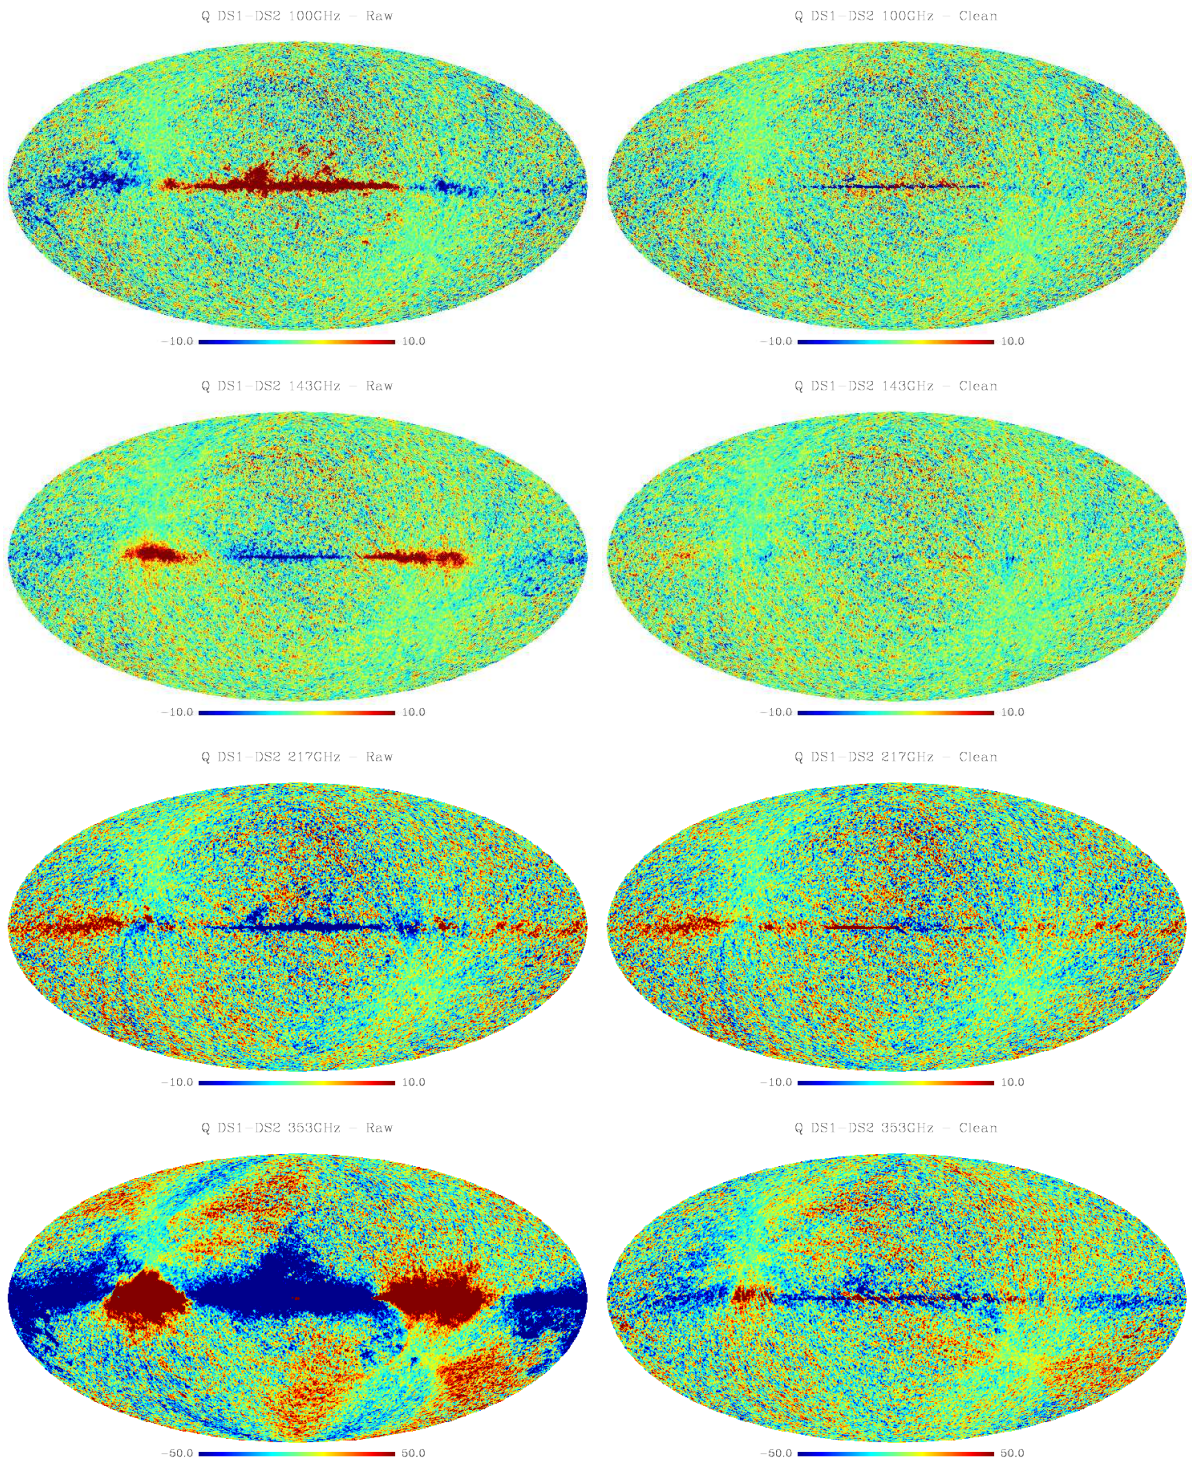 Q DS1-DS2 100GHz - Raw
Q DS1-DS2 100GHz - Clean
-10.0 10.0
-10.0 10.0
Q DS1-DS2 143GHz - Raw
Q DS1-DS2 143GHz - Clean
-10.0 10.0
-10.0 10.0
Q DS1-DS2 217GHz - Raw
Q DS1-DS2 217GHz - Clean
-10.0 10.0
-10.0 10.0
Q DS1-DS2 353GHz - Raw
Q DS1-DS2 353GHz - Clean
-50.0 50.0
-50.0 50.0